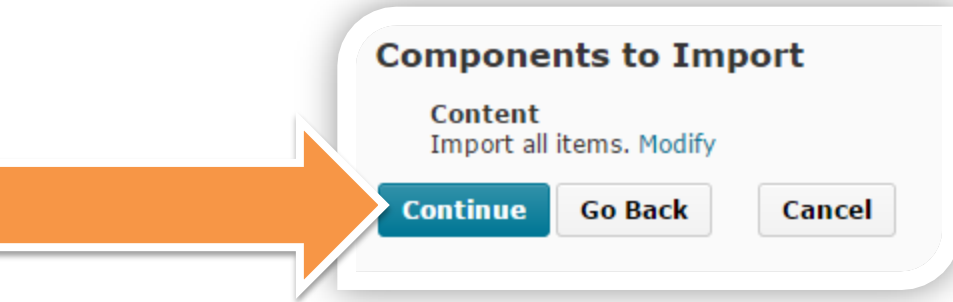 Components to Import
Content
Import all items. Modify
Continue Go Back Cancel